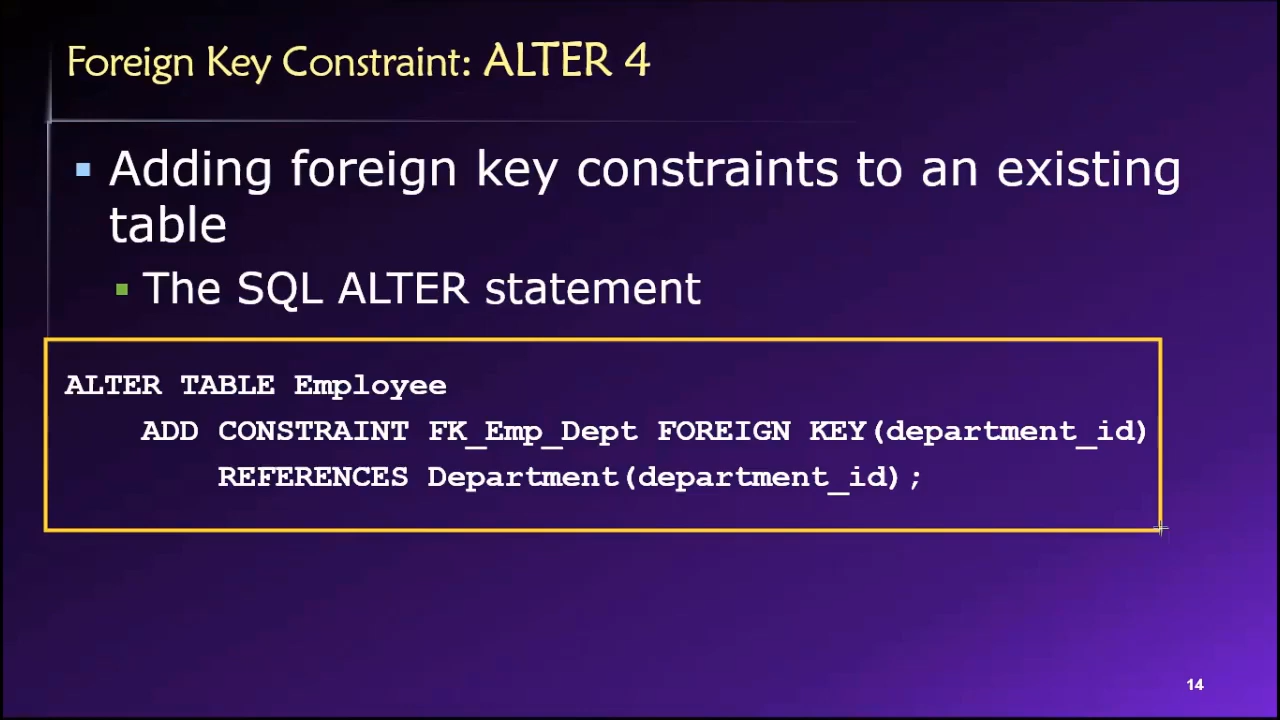 Foreign Key Constraint: ALTER 4
Adding foreign key constraints to an existing
table
The SQL ALTER statement
ALTER TABLE Employee
ADD CONSTRAINT FK_Emp_Dept FOREIGN KEY(department_id)
REFERENCES Department(department_id);
14